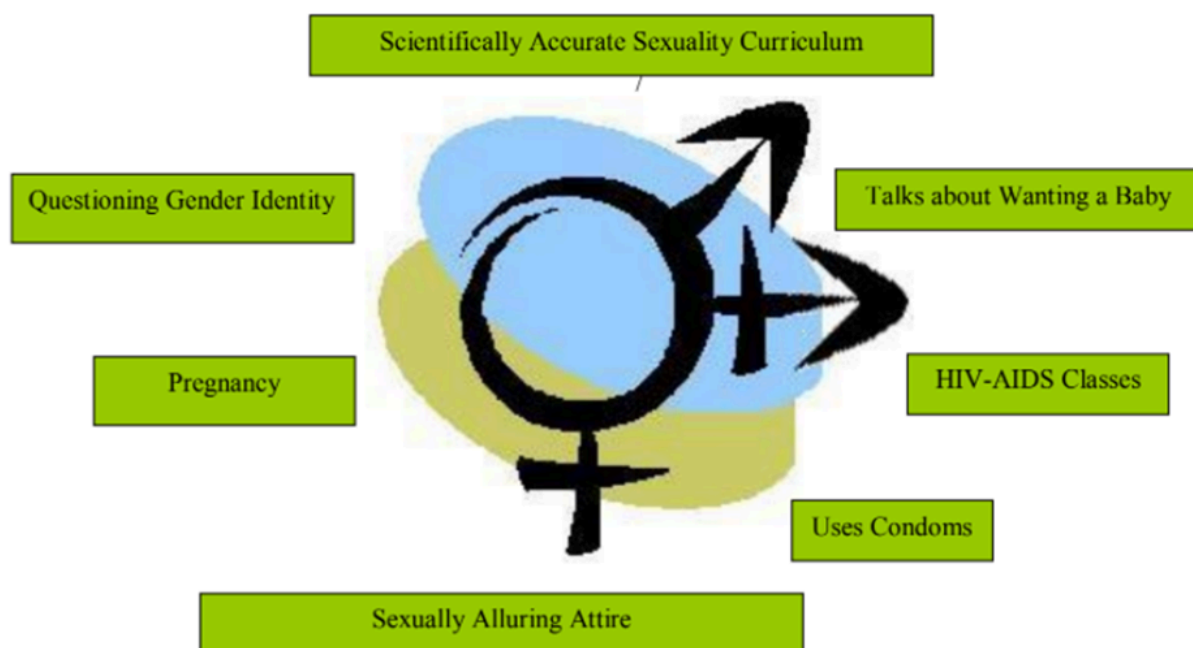 Scientifically Accurate Sexuality Curriculum
Questioning Gender Identity
Talks about Wanting a Baby
Pregnancy
HIV-AIDS Classes
Uses Condoms
Sexually Alluring Attire